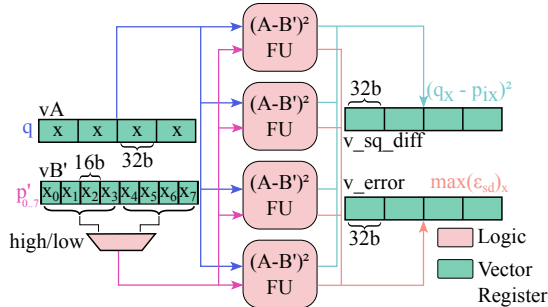 (A-B')²
FU
(A-B')²
FU
(A-B')²
FU
(A-B')²
FU
vA
q
x x x x
32b
vB'
16b
p'0..7
x0 x1 x2 x3 x4 x5 x6 x7
high/low
32b
(qx - pix)²
v_sq_diff
v_error
max(εsd)x
32b
Logic
Vector
Register